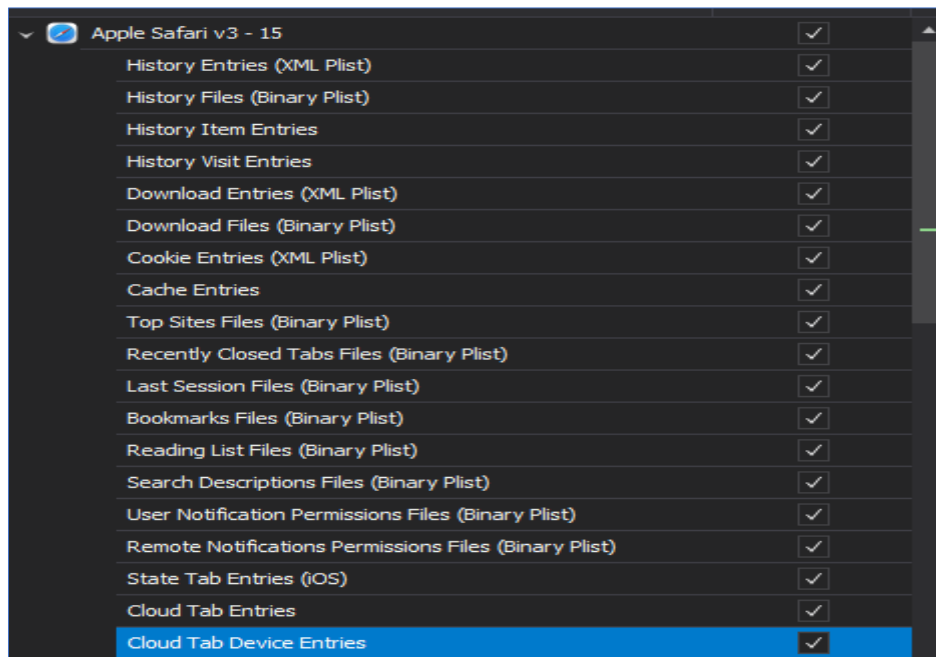 Apple Safari v3 - 15
History Entries (XML Plist)
History Files (Binary Plist)
History Item Entries
History Visit Entries
Download Entries (XML Plist)
Download Files (Binary Plist)
Cookie Entries (XML Plist)
Cache Entries
Top Sites Files (Binary Plist)
Recently Closed Tabs Files (Binary Plist)
Last Session Files (Binary Plist)
Bookmarks Files (Binary Plist)
Reading List Files (Binary Plist)
Search Descriptions Files (Binary Plist)
User Notification Permissions Files (Binary Plist)
Remote Notifications Permissions Files (Binary Plist)
State Tab Entries (iOS)
Cloud Tab Entries
Cloud Tab Device Entries